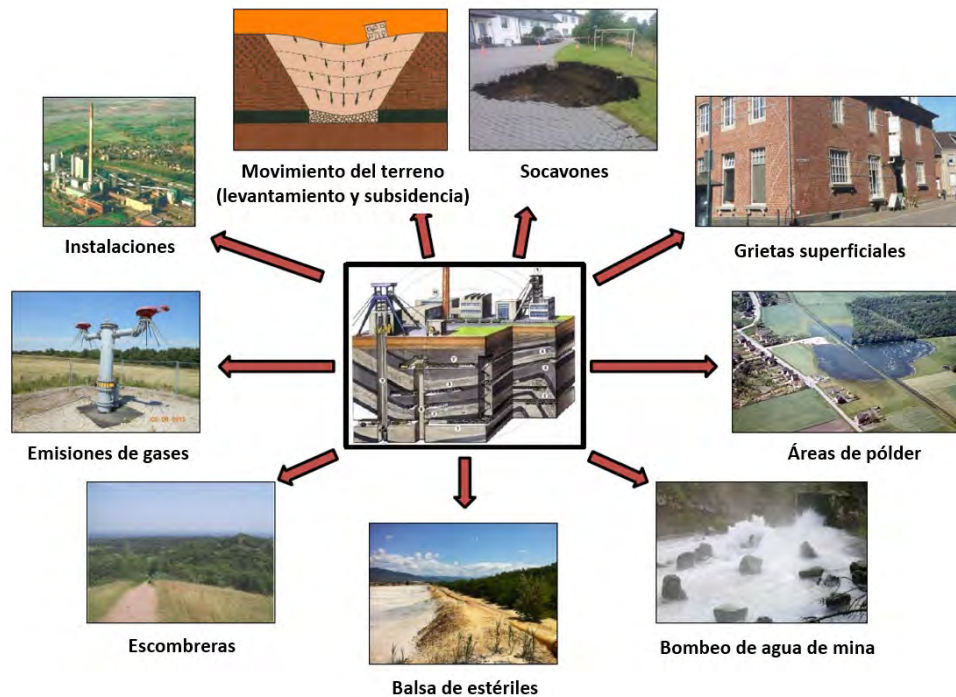 Movimiento del terreno
(levantamiento y subsidencia)
Socavones
Instalaciones
Grietas superficiales
Emisiones de gases
Áreas de pólder
Escombreras
Balsa de estériles
Bombeo de agua de mina